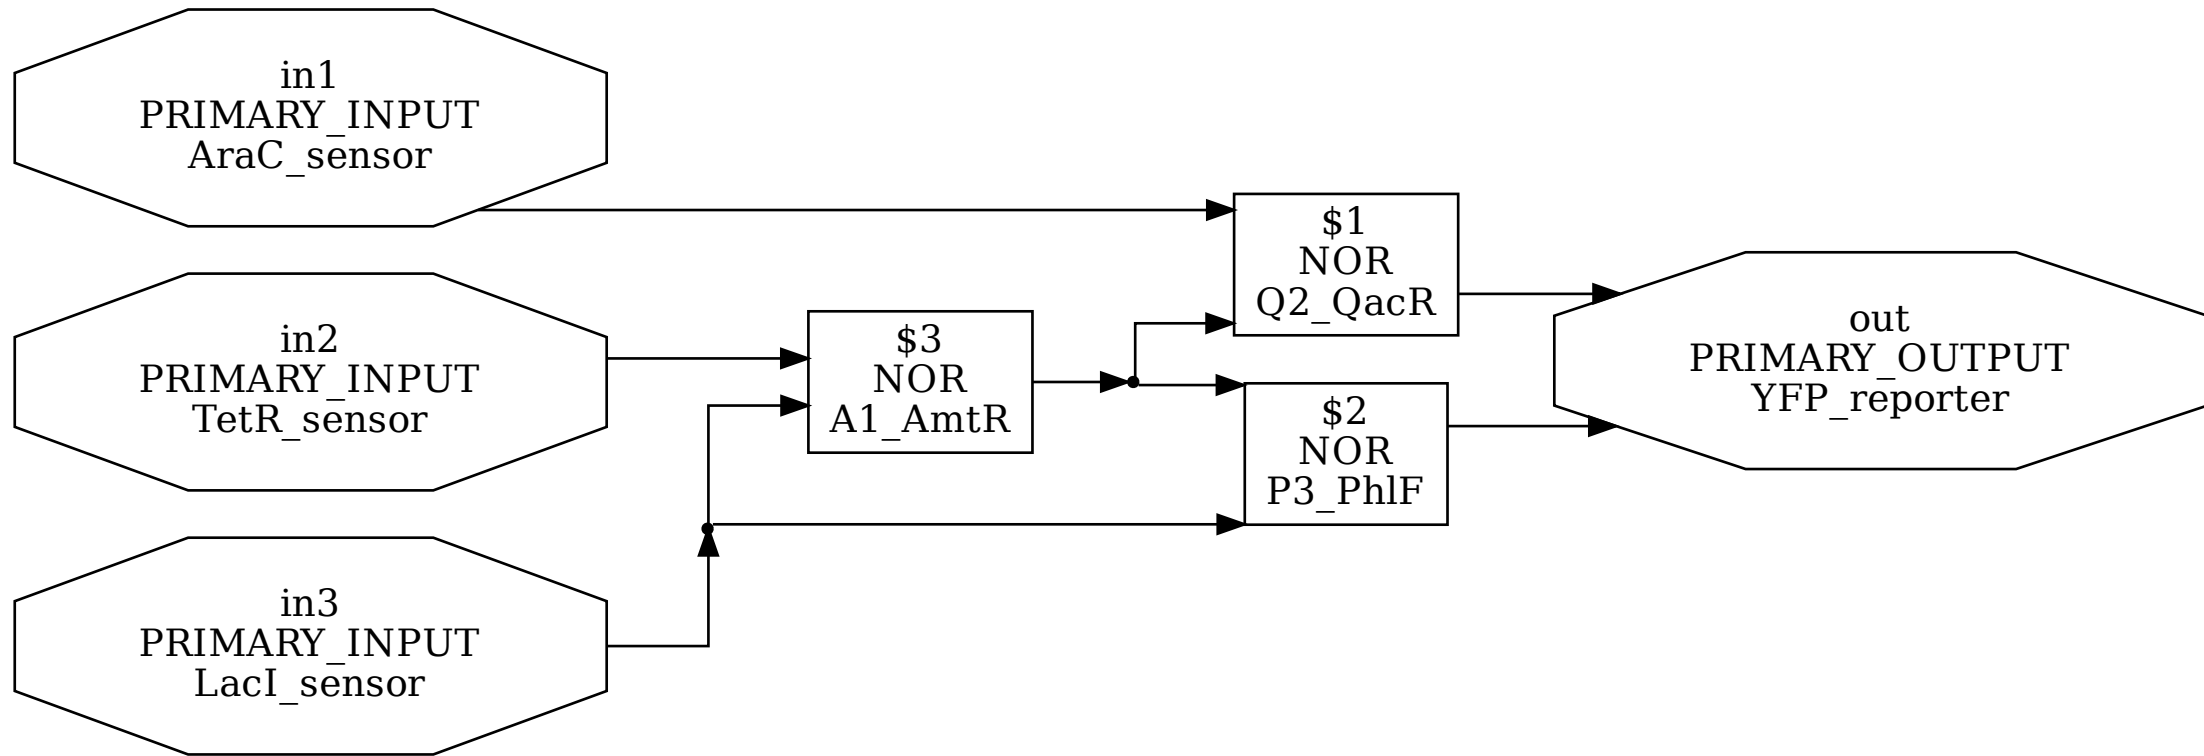 in1
PRIMARY_INPUT
AraC_sensor
in2
PRIMARY_INPUT
TetR_sensor
in3
PRIMARY_INPUT
LacI_sensor
$3
NOR
A1_AmtR
$1
NOR
Q2_QacR
$2
NOR
P3_PhlF
out
PRIMARY_OUTPUT
YFP_reporter